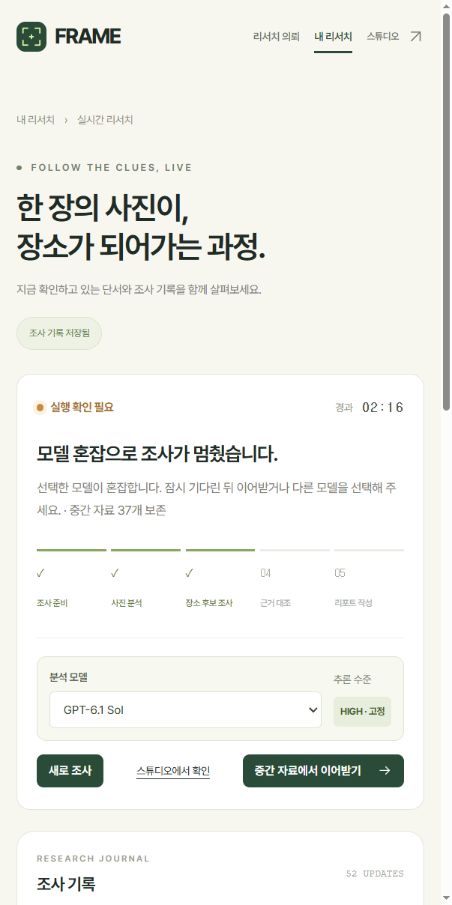 FRAME
리서치 의뢰 내 리서치 스튜디오
내 리서치 › 실시간 리서치
FOLLOW THE CLUES, LIVE
한 장의 사진이,
장소가 되어가는 과정.
지금 확인하고 있는 단서와 조사 기록을 함께 살펴보세요.
조사 기록 저장됨
실행 확인 필요 경과 02:16
모델 혼잡으로 조사가 멈췄습니다.
선택한 모델이 혼잡합니다. 잠시 기다린 뒤 이어받거나 다른 모델을 선택해 주
세요. · 중간 자료 37개 보존
✓ ✓ ✓ 04 05
조사 준비 사진 분석 장소 후보 조사 근거 대조 리포트 작성
분석 모델 추론 수준
GPT-6.1 Sol HIGH · 고정
새로 조사 스튜디오에서 확인 중간 자료에서 이어받기 →
RESEARCH JOURNAL
52 UPDATES
조사 기록